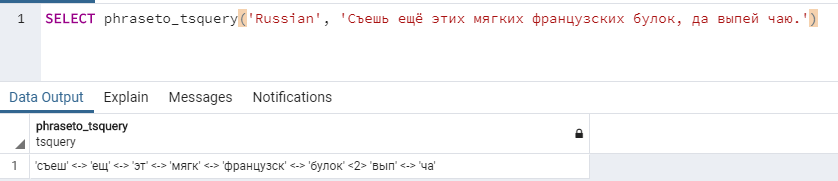 1 SELECT phraseto_tsquery('Russian', 'Съешь ещё этих мягких французских булок, да выпей чаю.')
Data Output Explain Messages Notifications
phraseto_tsquery
tsquery
1 'съеш' <-> 'ещ' <-> 'эт' <-> 'мягк' <-> 'французск' <-> 'булок' <2> 'вып' <-> 'ча'